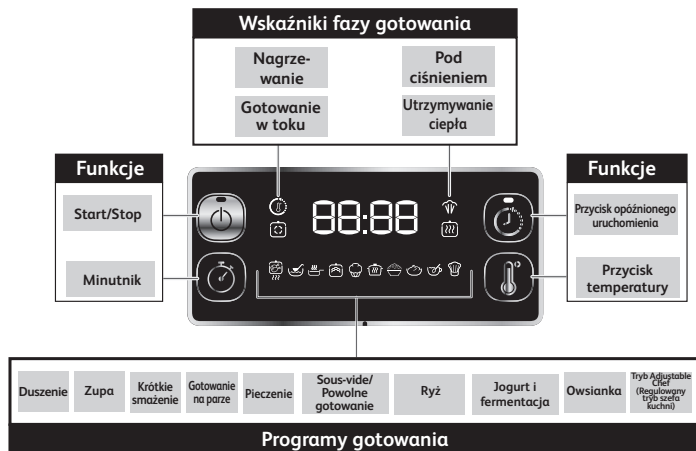 Wskaźniki fazy gotowania
Nagrze-
wanie
Pod
ciśnieniem
Gotowanie
w toku
Utrzymywanie
ciepła
Funkcje
Start/Stop
Minutnik
88:88
Funkcje
Przycisk opóźnionego
uruchomienia
Przycisk
temperatury
Duszenie
Zupa
Krótkie
smażenie
Gotowanie
na parze
Pieczenie
Sous-vide/
Powolne
gotowanie
Ryż
Jogurt i
fermentacja
Owsianka
Tryb Adjustable
Chef
(Regulowany
tryb szefa
kuchni)
Programy gotowania